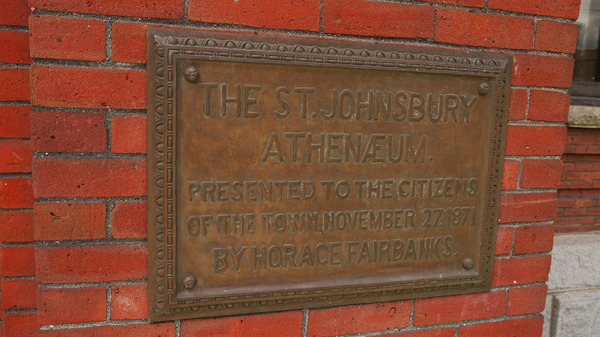 THE ST. JOHNSBURY
ATHENÆUM.
PRESENTED TO THE CITIZENS
OF THE TOWN, NOVEMBER 27, 1871,
BY HORACE FAIRBANKS.